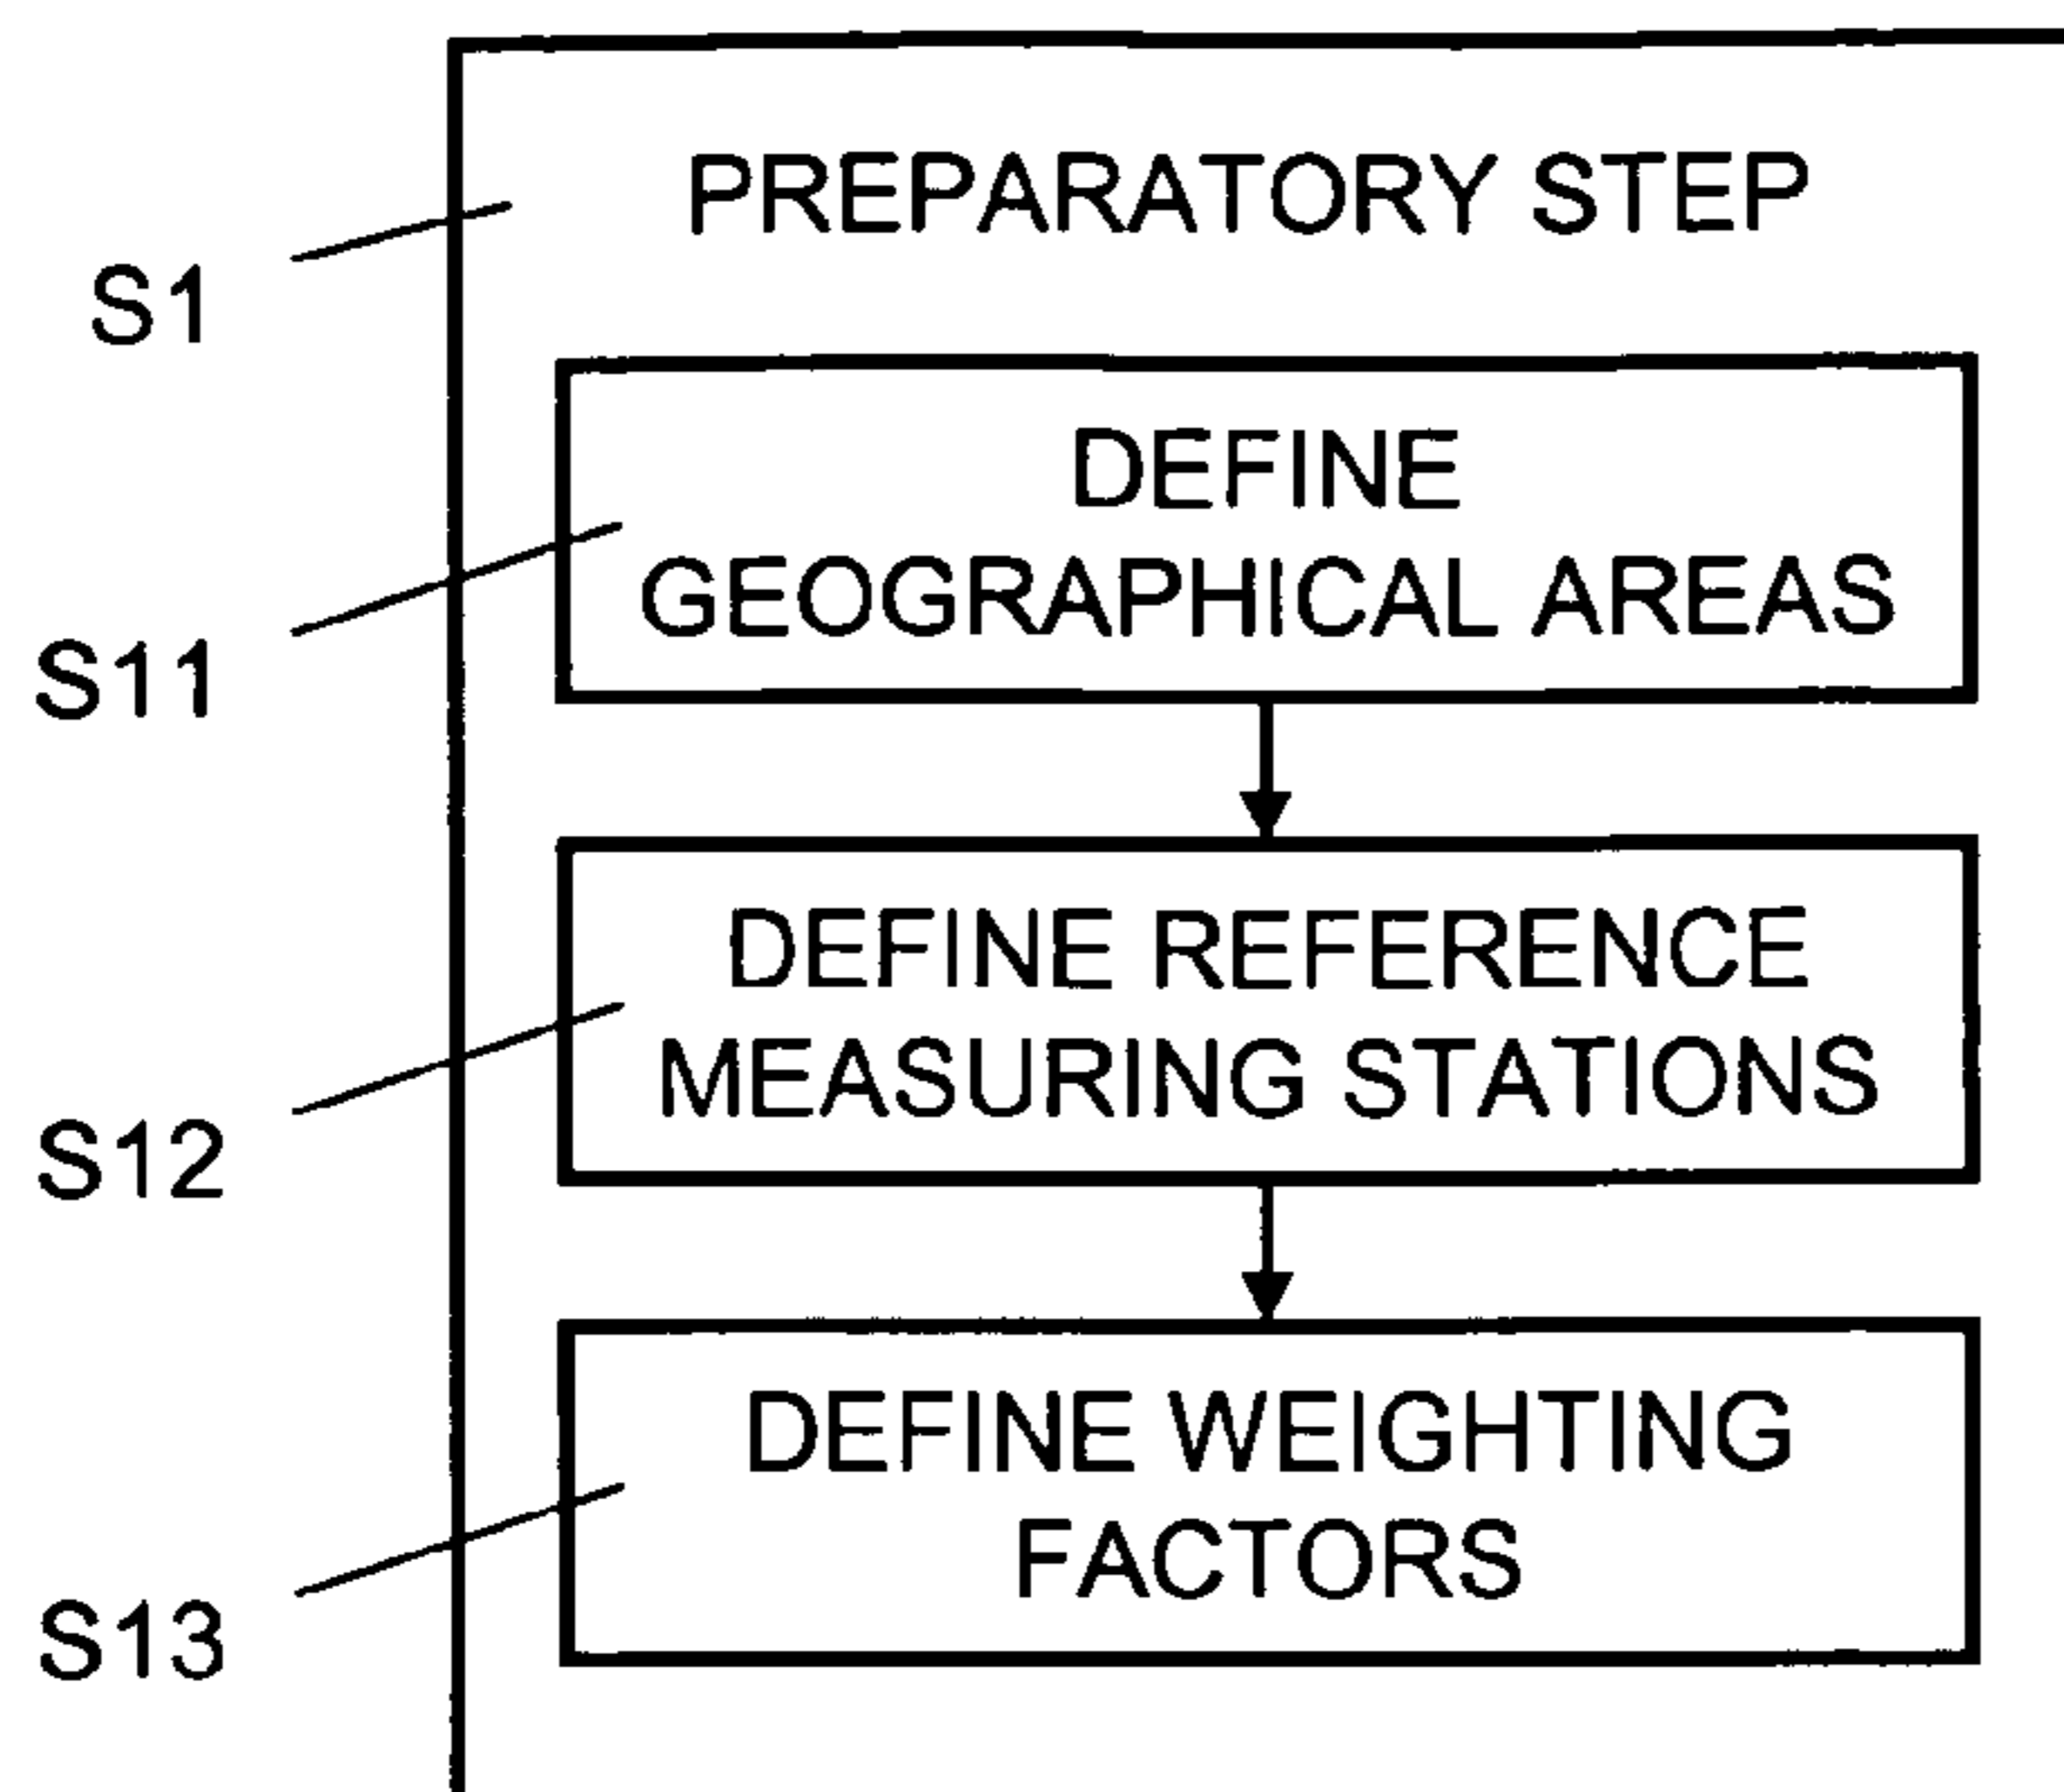 PREPARATORY STEP
S1
DEFINE
GEOGRAPHICAL AREAS
S11
DEFINE REFERENCE
MEASURING STATIONS
S12
DEFINE WEIGHTING
FACTORS
S13